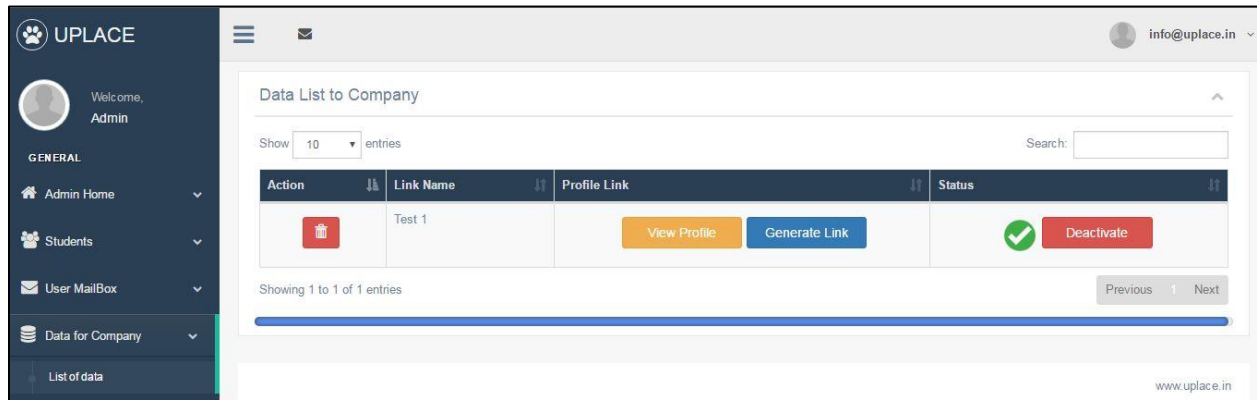 UPLACE
info@uplace.in
Welcome,
Admin
GENERAL
Admin Home
Students
User MailBox
Data for Company
List of data
Data List to Company
Show 10 entries
Search:
Action Link Name Profile Link Status
Test 1 View Profile Generate Link Deactivate
Showing 1 to 1 of 1 entries
Previous 1 Next
www.uplace.in